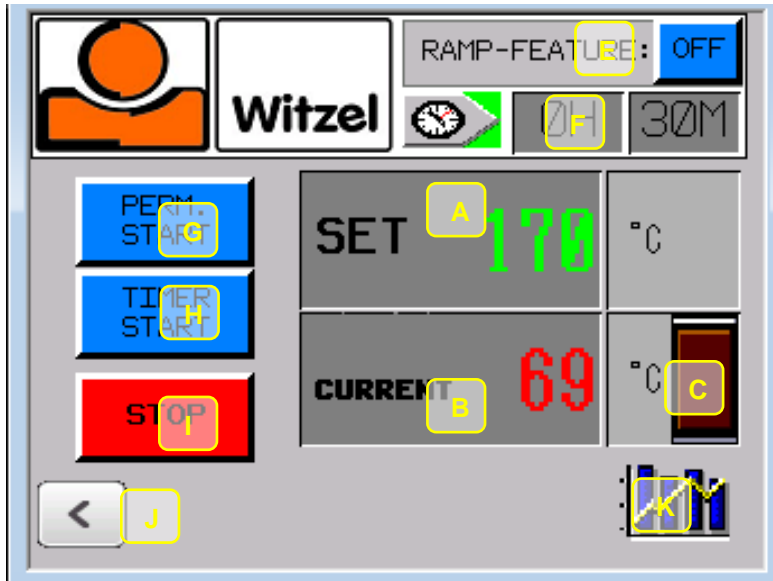 RAMP-FEATURE: OFF
E
Witzel
0H 30M
F
PERM.
START
G
SET 170 °C
A
TIMER
START
H
CURRENT 69 °C
B
C
STOP
I
<
J
K